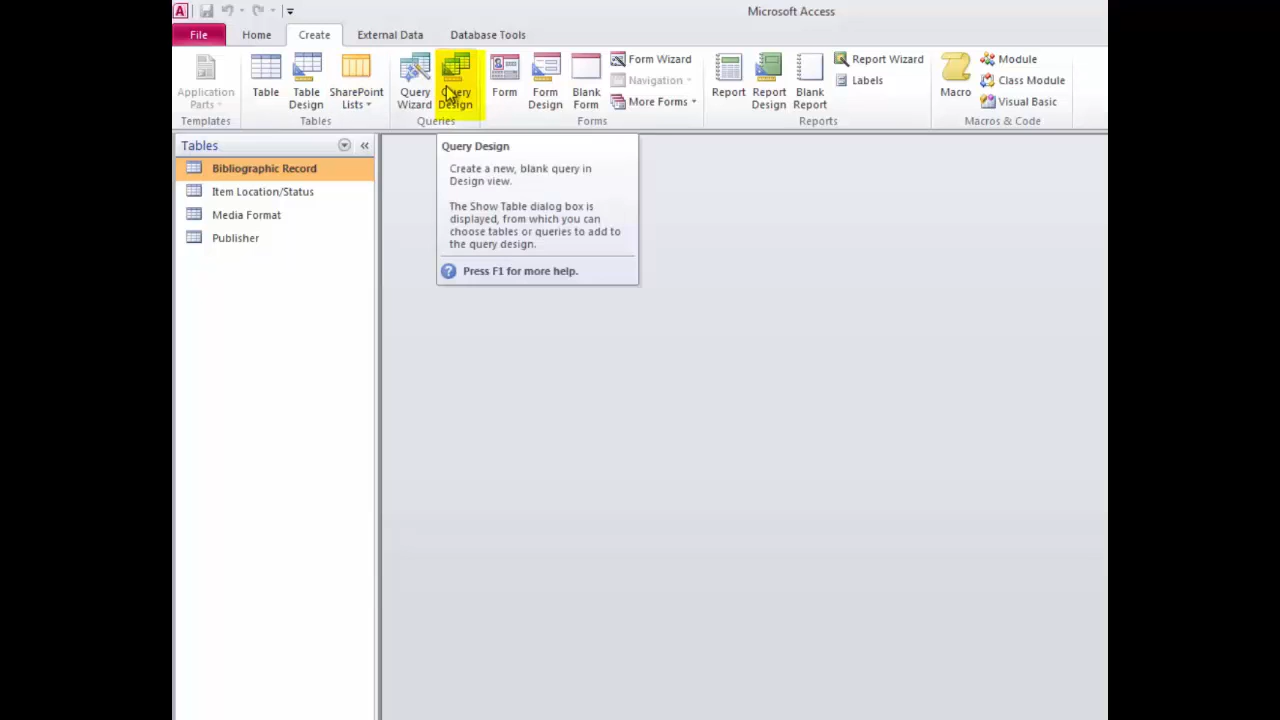 A
Microsoft Access
File Home Create External Data Database Tools
Application Parts
Templates
Table
Table Design
SharePoint Lists
Tables
Query Wizard
Query Design
Queries
Form
Form Design
Blank Form
Form Wizard
Navigation
More Forms
Forms
Report
Report Design
Blank Report
Report Wizard
Labels
Reports
Macro
Module
Class Module
Visual Basic
Macros & Code
Tables
Bibliographic Record
Item Location/Status
Media Format
Publisher
Query Design
Create a new, blank query in
Design view.
The Show Table dialog box is
displayed, from which you can
choose tables or queries to add to
the query design.
? Press F1 for more help.